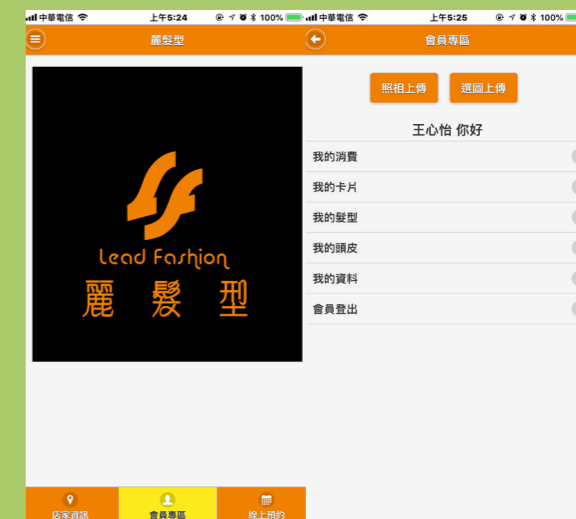 中華電信 上午5:24 100%
麗髮型
Lead Fashion
麗髮型
店家資訊 會員專區 線上預約
中華電信 上午5:25 100%
會員專區
照相上傳 選圖上傳
王心怡 你好
我的消費
我的卡片
我的髮型
我的頭皮
我的資料
會員登出